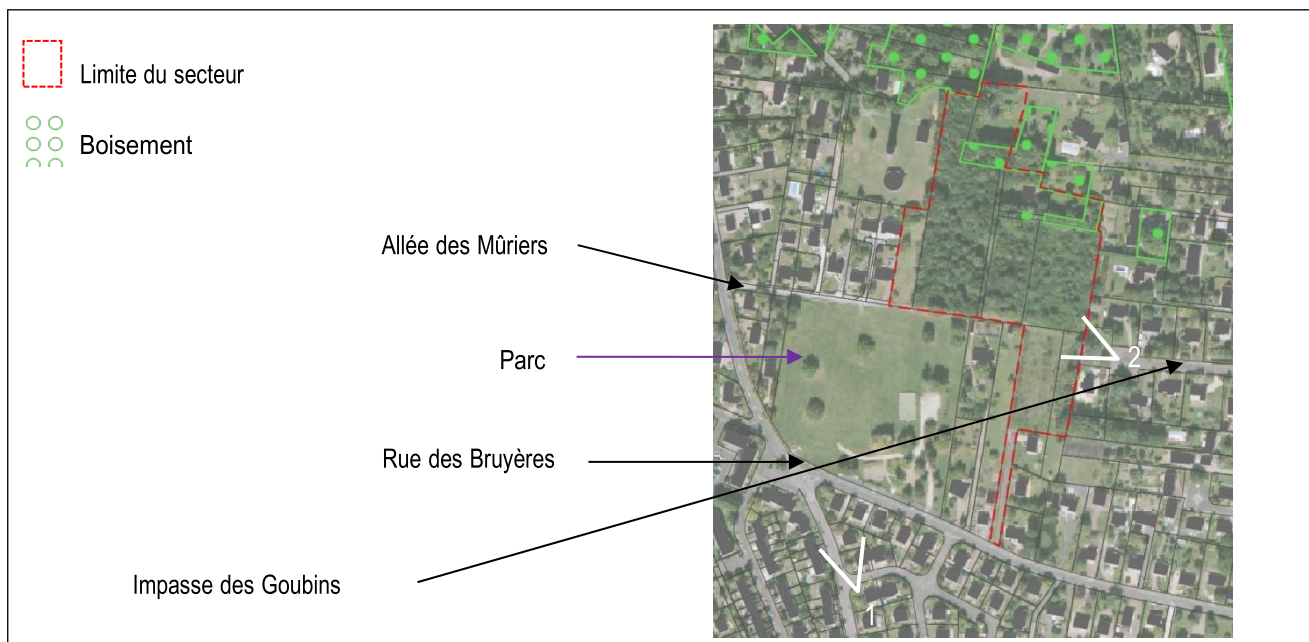 Limite du secteur
Boisement
Allée des Mûriers
Parc
2
Rue des Bruyères
Impasse des Goubins
1